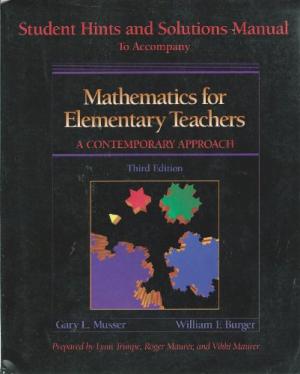 Student Hints and Solutions Manual
To Accompany
Mathematics for
Elementary Teachers
A CONTEMPORARY APPROACH
Third Edition
Gary L. Musser
William F. Burger
Prepared by Lynn Trimpe, Roger Maurer, and Vikki Maurer